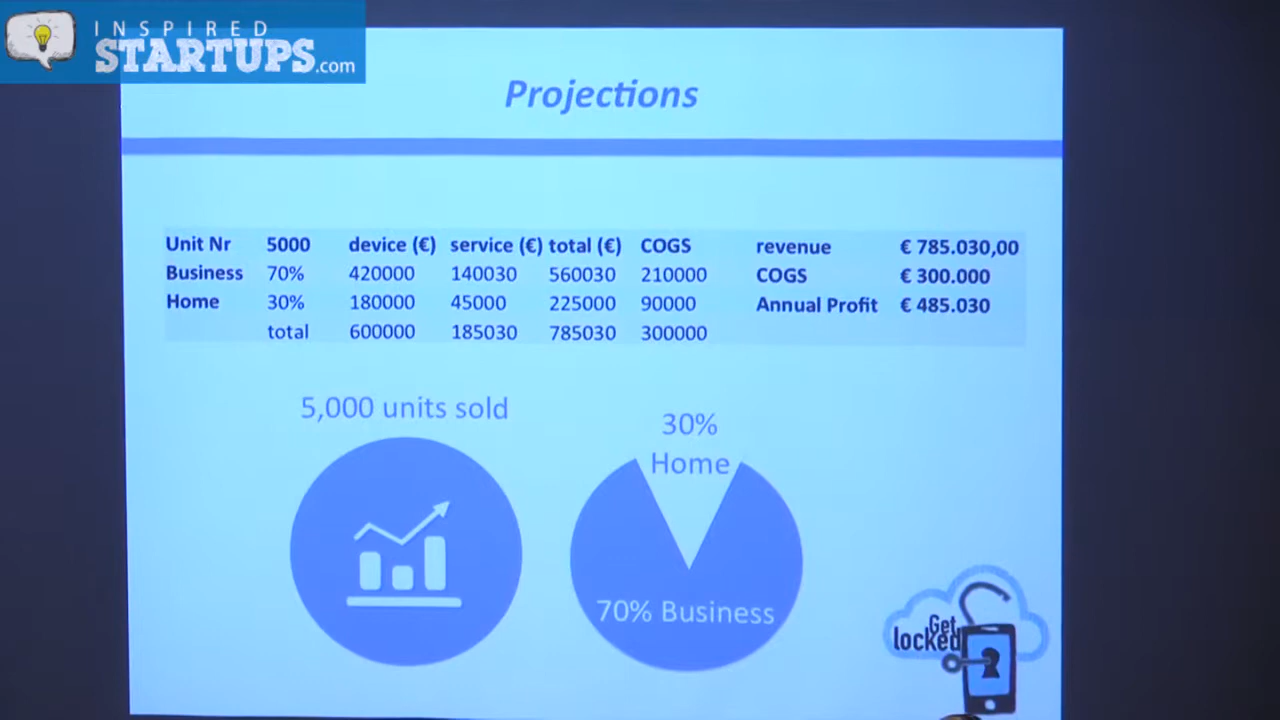 INSPIRED
STARTUPS.com
Projections
Unit Nr 5000 device (€) service (€) total (€) COGS revenue € 785.030,00
Business 70% 420000 140030 560030 210000 COGS € 300.000
Home 30% 180000 45000 225000 90000 Annual Profit € 485.030
total 600000 185030 785030 300000
5,000 units sold
30%
Home
70% Business
Get
locked